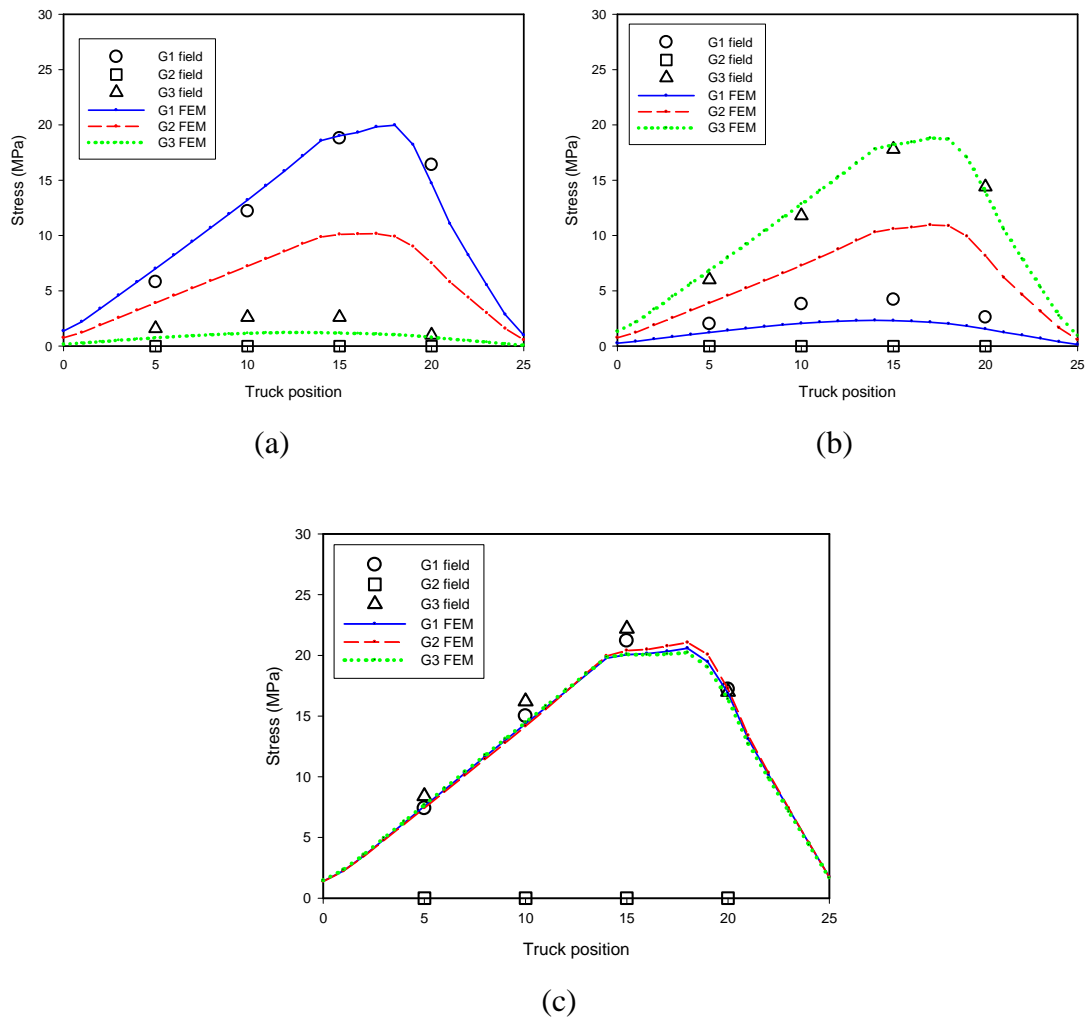 30
25
20
15
10
5
0
Stress (MPa)
G1 field
G2 field
G3 field
G1 FEM
G2 FEM
G3 FEM
0 5 10 15 20 25
Truck position
(a)
30
25
20
15
10
5
0
Stress (MPa)
G1 field
G2 field
G3 field
G1 FEM
G2 FEM
G3 FEM
0 5 10 15 20 25
Truck position
(b)
30
25
20
15
10
5
0
Stress (MPa)
G1 field
G2 field
G3 field
G1 FEM
G2 FEM
G3 FEM
0 5 10 15 20 25
Truck position
(c)